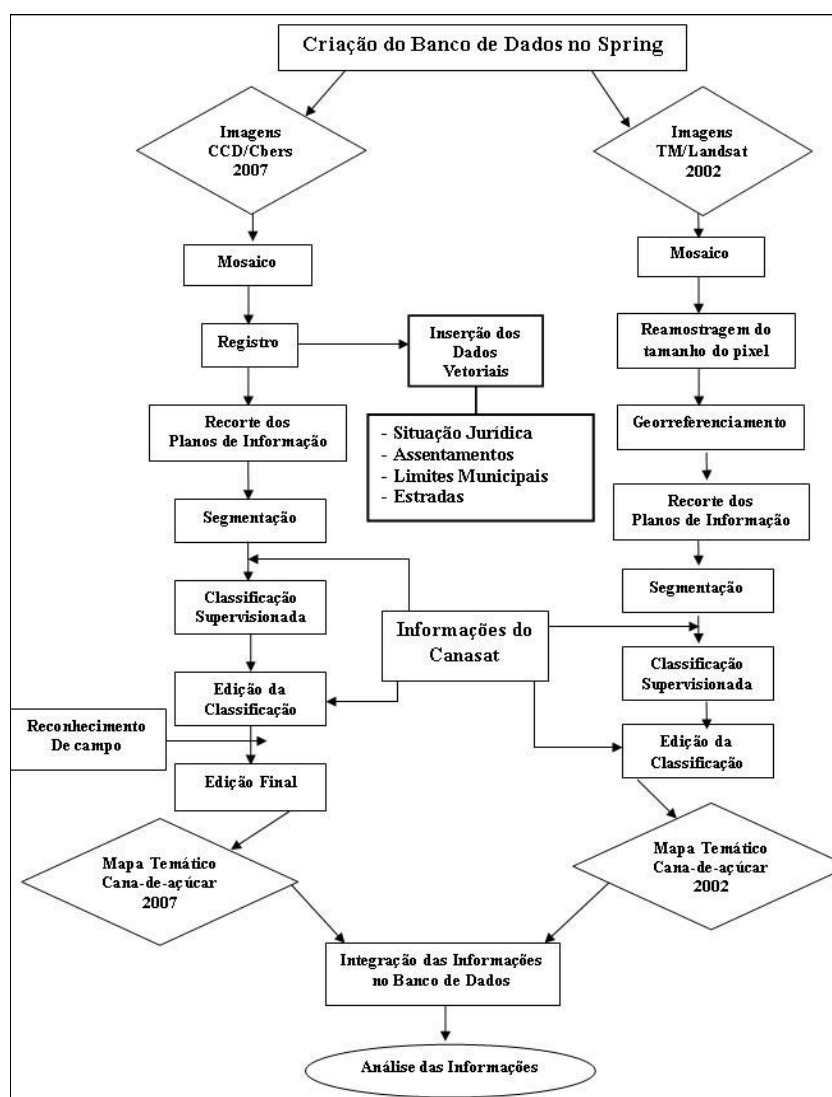 Criação do Banco de Dados no Spring
Imagens
CCD/Cbers
2007
Imagens
TM/Landsat
2002
Mosaico
Mosaico
Registro
Inserção dos
Dados
Vetoriais
Reamostragem do
tamanho do pixel
Recorte dos
Planos de Informação
- Situação Jurídica
- Assentamentos
- Limites Municipais
- Estradas
Georreferenciamento
Segmentação
Recorte dos
Planos de Informação
Classificação
Supervisionada
Informações do
Canasat
Segmentação
Edição da
Classificação
Classificação
Supervisionada
Reconhecimento
De campo
Edição da
Classificação
Edição Final
Mapa Temático
Cana-de-açúcar
2007
Mapa Temático
Cana-de-açúcar
2002
Integração das Informações
no Banco de Dados
Análise das Informações